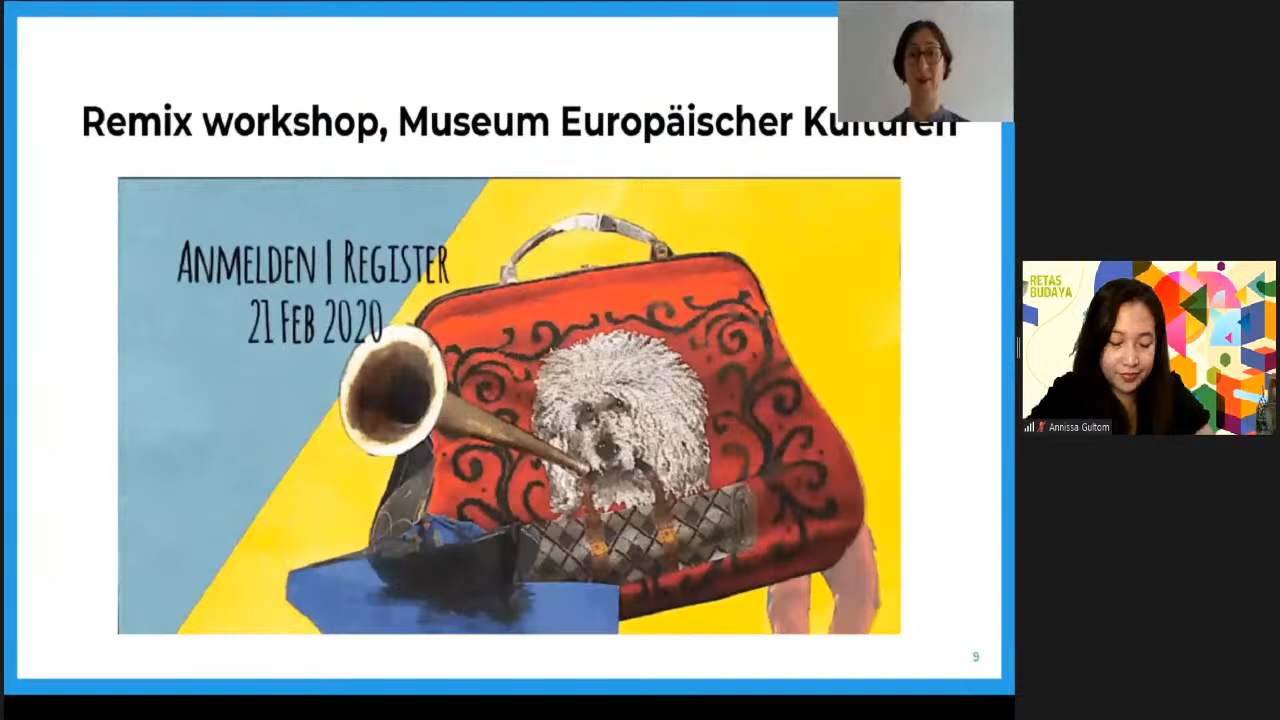 Remix workshop, Museum Europäischer Kulturen
ANMELDEN | REGISTER
21 FEB 2020
9
RETAS
BUDAYA
Annissa Gultom